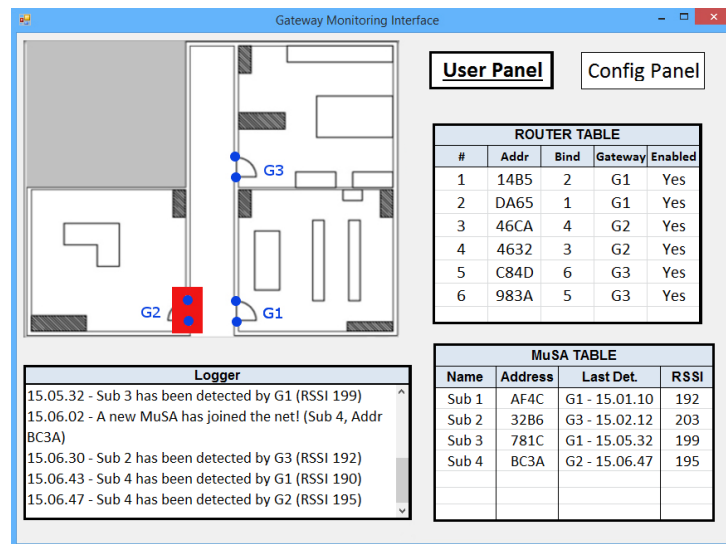 Gateway Monitoring Interface
User Panel
Config Panel
G3
G2
G1
ROUTER TABLE
# Addr Bind Gateway Enabled
1 14B5 2 G1 Yes
2 DA65 1 G1 Yes
3 46CA 4 G2 Yes
4 4632 3 G2 Yes
5 C84D 6 G3 Yes
6 983A 5 G3 Yes
Logger
15.05.32 - Sub 3 has been detected by G1 (RSSI 199)
15.06.02 - A new MuSA has joined the net! (Sub 4, Addr
BC3A)
15.06.30 - Sub 2 has been detected by G3 (RSSI 192)
15.06.43 - Sub 4 has been detected by G1 (RSSI 190)
15.06.47 - Sub 4 has been detected by G2 (RSSI 195)
MuSA TABLE
Name Address Last Det. RSSI
Sub 1 AF4C G1 - 15.01.10 192
Sub 2 32B6 G3 - 15.02.12 203
Sub 3 781C G1 - 15.05.32 199
Sub 4 BC3A G2 - 15.06.47 195